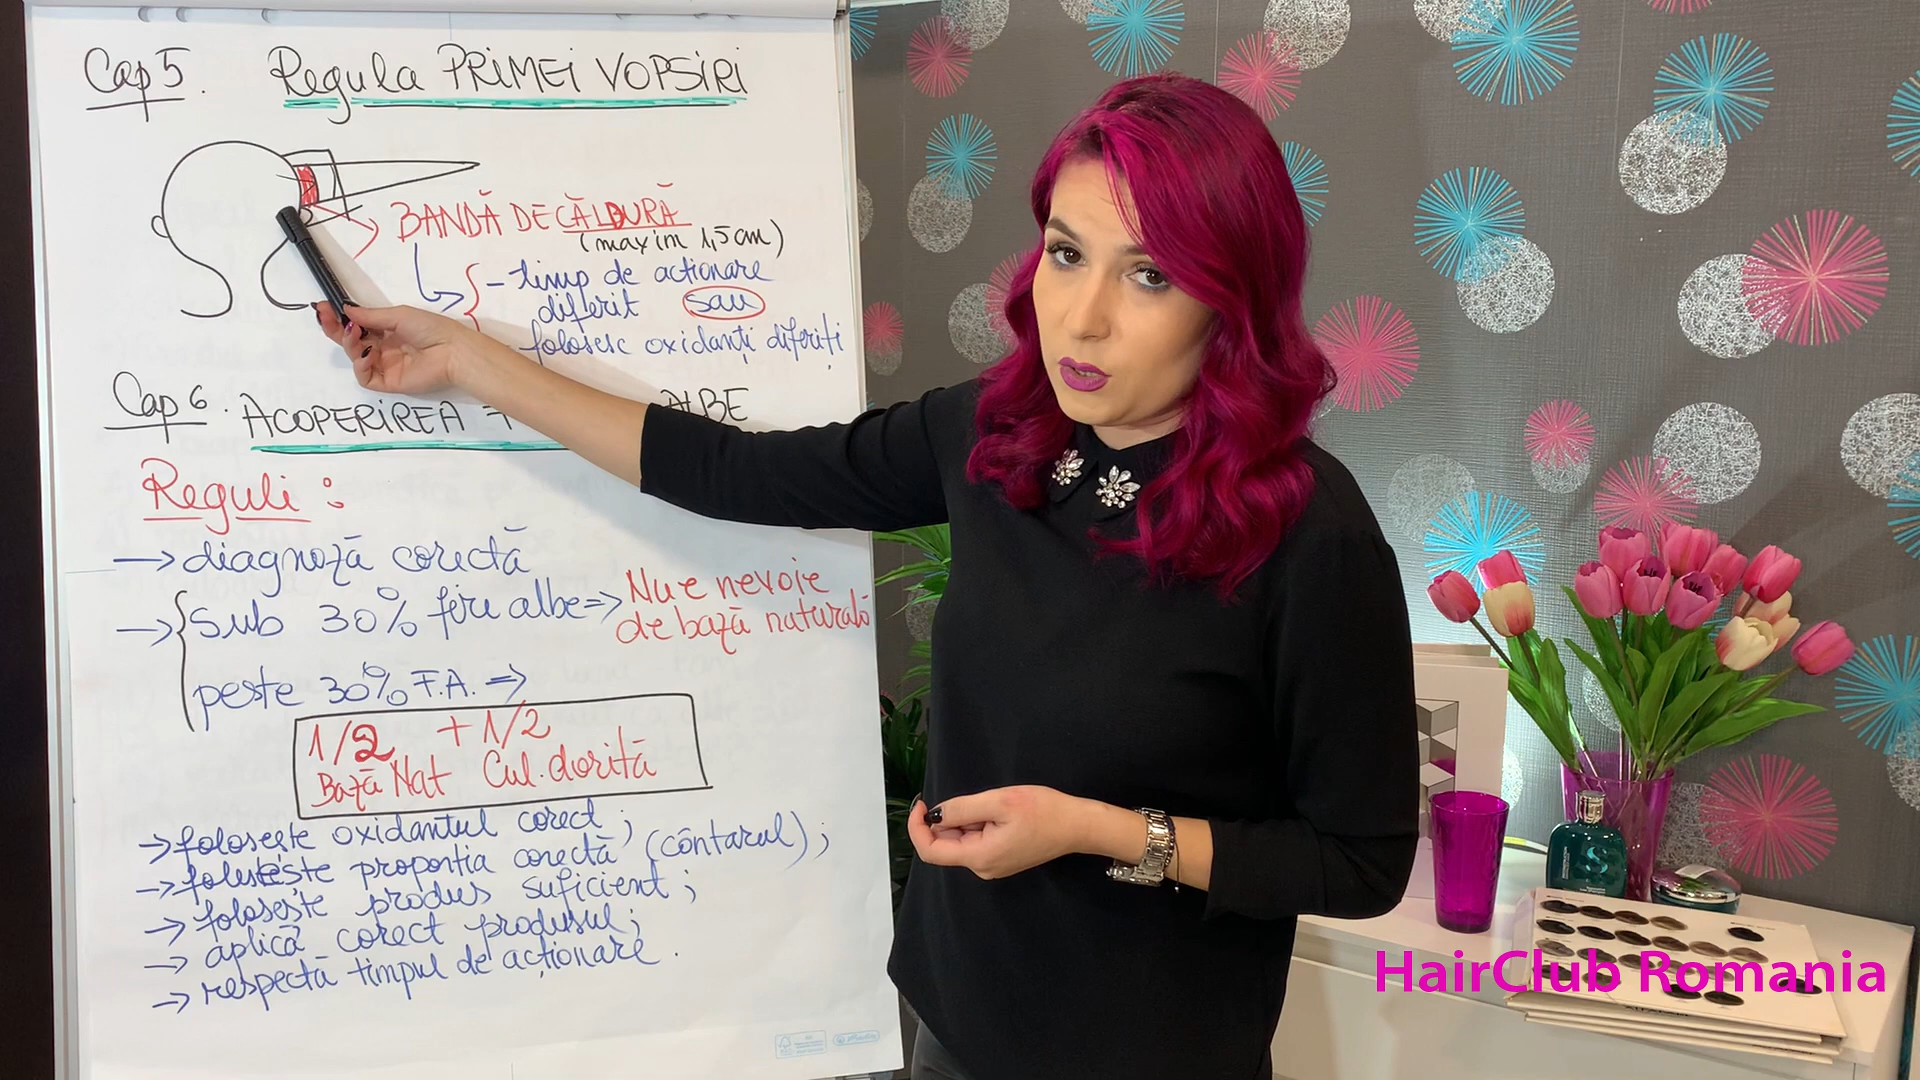 Cap 5. Regula PRIMEI VOPSIRI
BANDĂ DE CĂLDURĂ
(maxim 1,5 cm)
- timp de acționare
diferit sau
folosesc oxidanți diferiți
Cap 6. ACOPERIREA ALBE
Reguli :
→ diagnoză corectă
→ sub 30% fire albe => Nu e nevoie
de bază naturală
peste 30% F.A. =>
1/2 + 1/2
Bază Nat Cul. dorită
→ folosește oxidantul corect ;
→ folosește proporția corectă (cântarul) ;
→ folosește produs suficient ;
→ aplică corect produsul ;
→ respectă timpul de acționare .
HairClub Romania